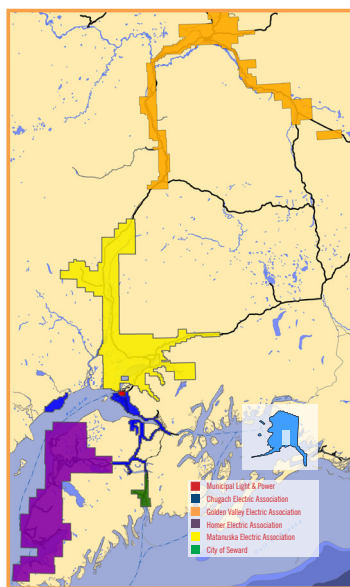 Municipal Light & Power
Chugach Electric Association
Golden Valley Electric Association
Homer Electric Association
Matanuska Electric Association
City of Seward